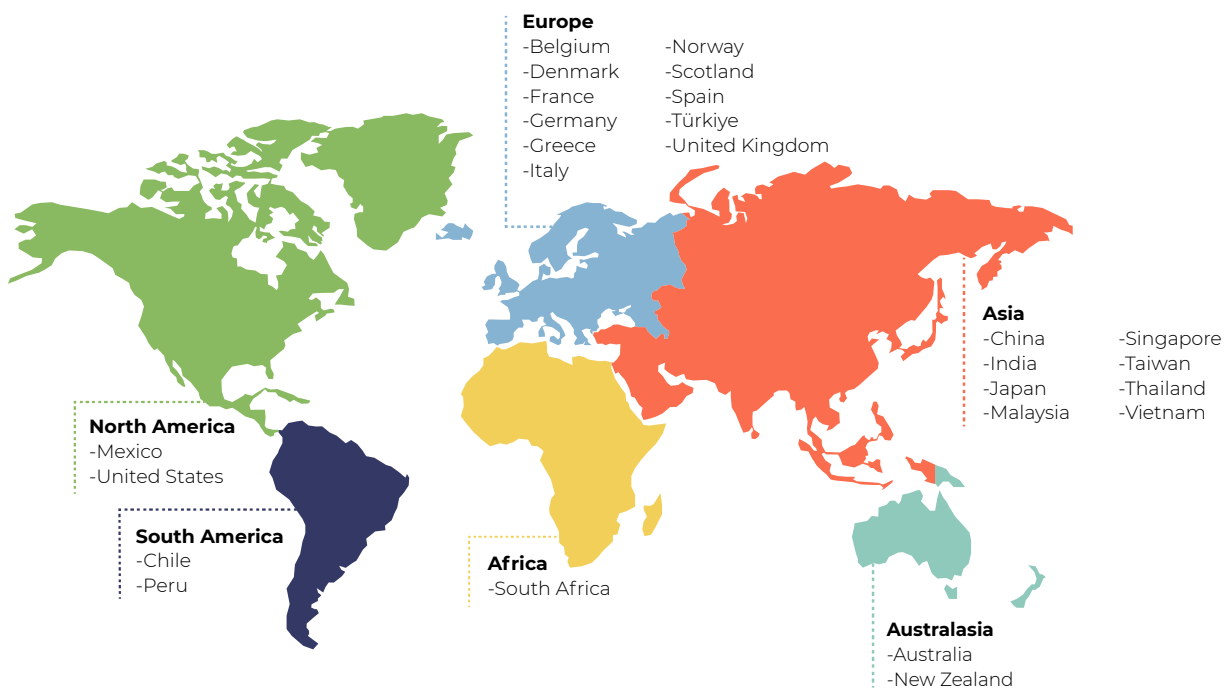 Europe
-Belgium
-Denmark
-France
-Germany
-Greece
-Italy
-Norway
-Scotland
-Spain
-Türkiye
-United Kingdom
Asia
-China
-India
-Japan
-Malaysia
-Singapore
-Taiwan
-Thailand
-Vietnam
North America
-Mexico
-United States
South America
-Chile
-Peru
Africa
-South Africa
Australasia
-Australia
-New Zealand